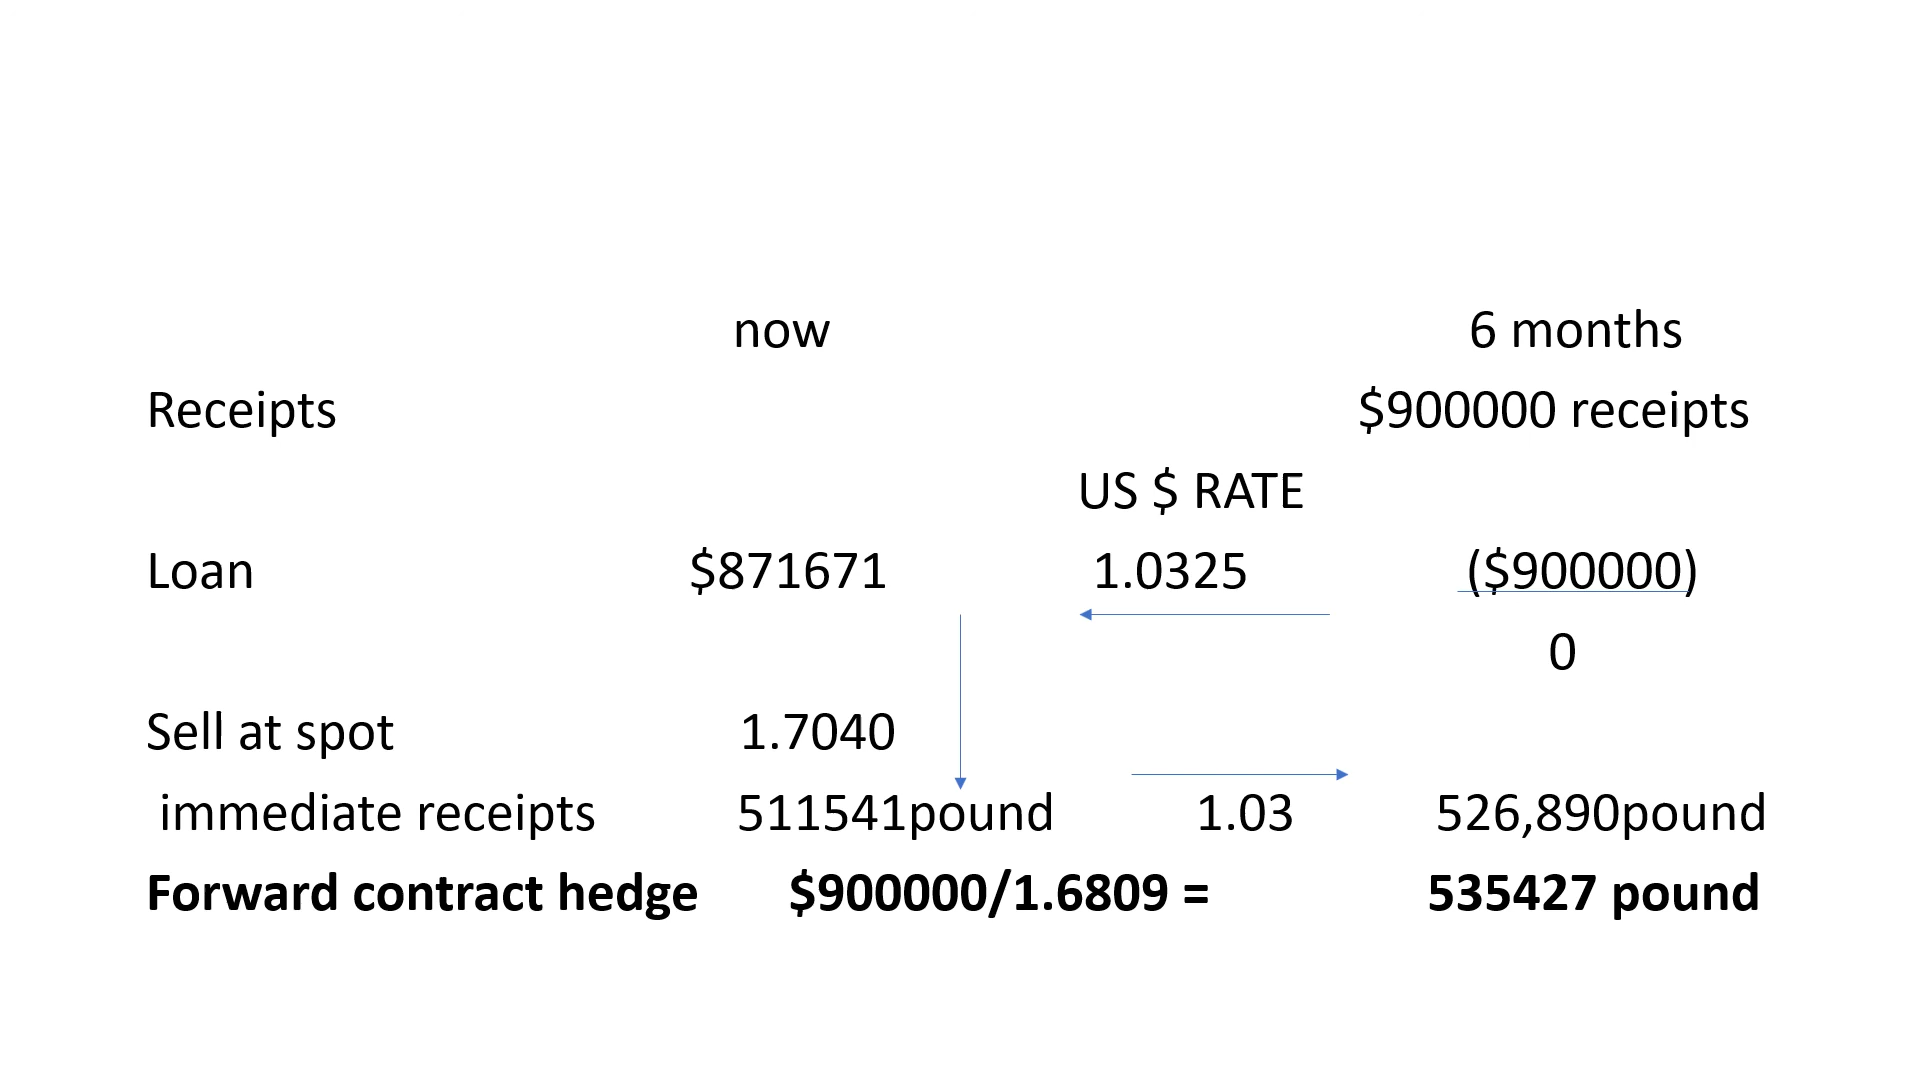 now 6 months
Receipts $900000 receipts
US $ RATE
Loan $871671 1.0325 ($900000)
0
Sell at spot 1.7040
immediate receipts 511541pound 1.03 526,890pound
Forward contract hedge $900000/1.6809 = 535427 pound